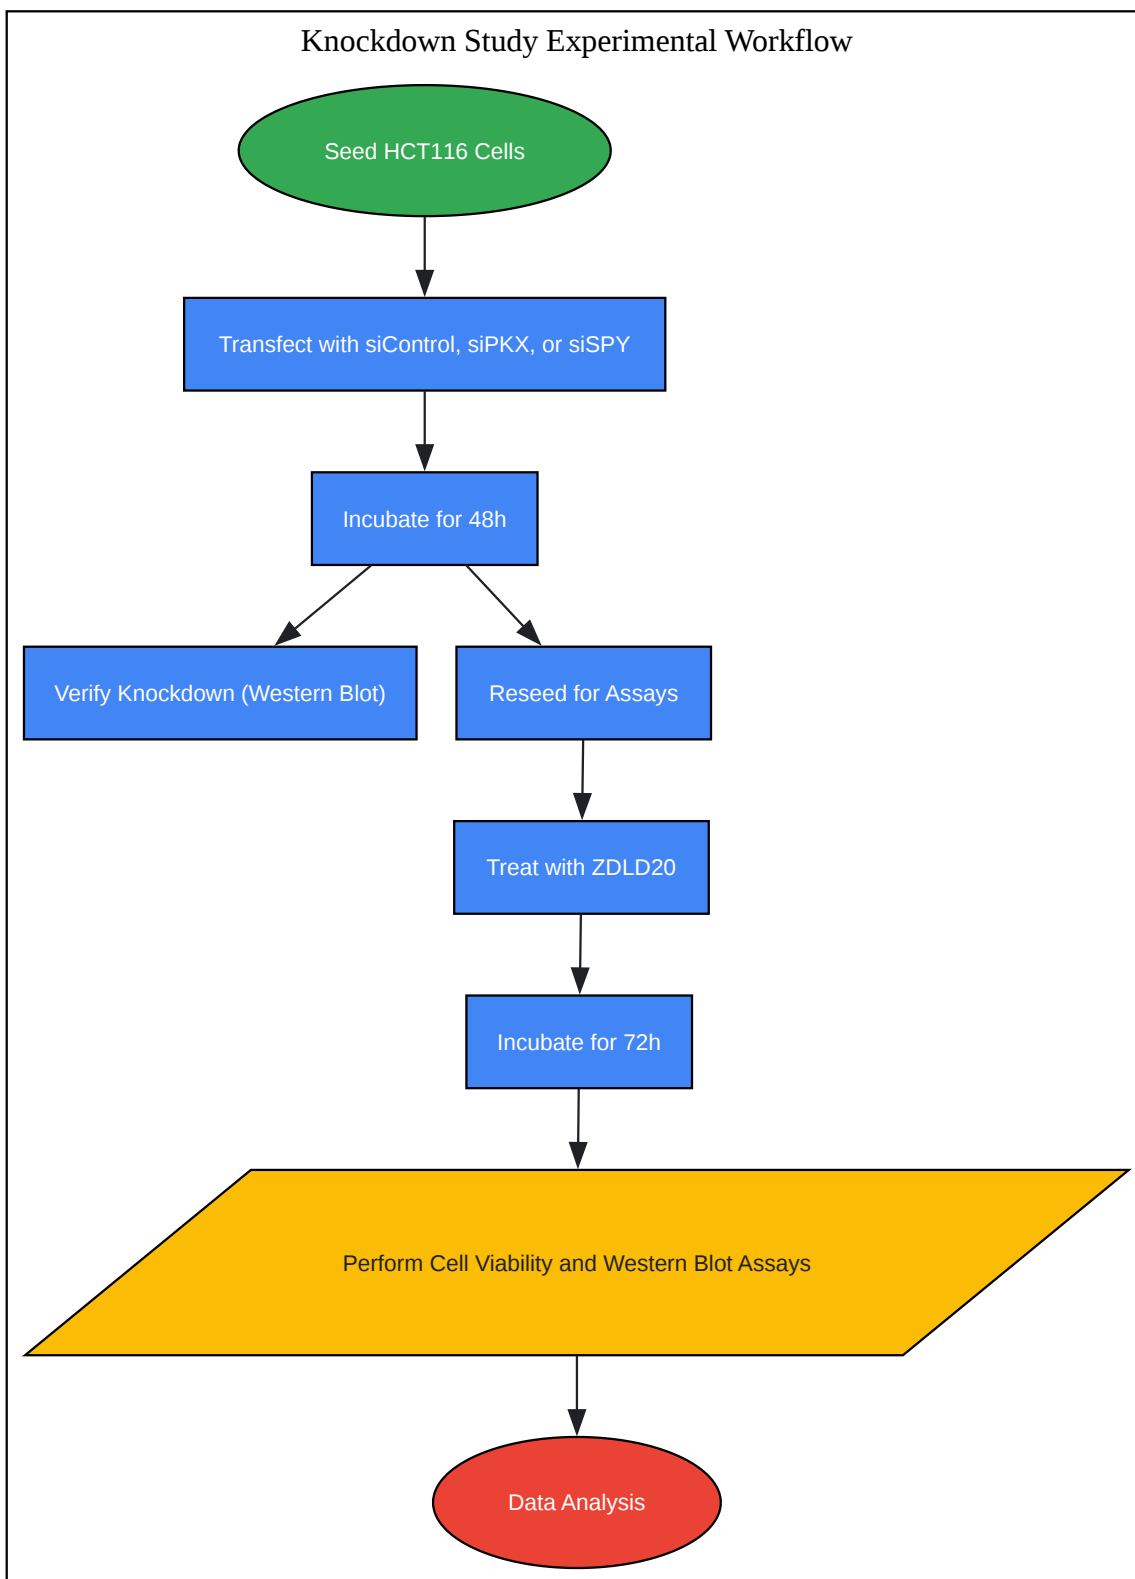 Knockdown Study Experimental Workflow
Seed HCT116 Cells
Transfect with siControl, siPKX, or siSPY
Incubate for 48h
Verify Knockdown (Western Blot)
Reseed for Assays
Treat with ZDLD20
Incubate for 72h
Perform Cell Viability and Western Blot Assays
Data Analysis